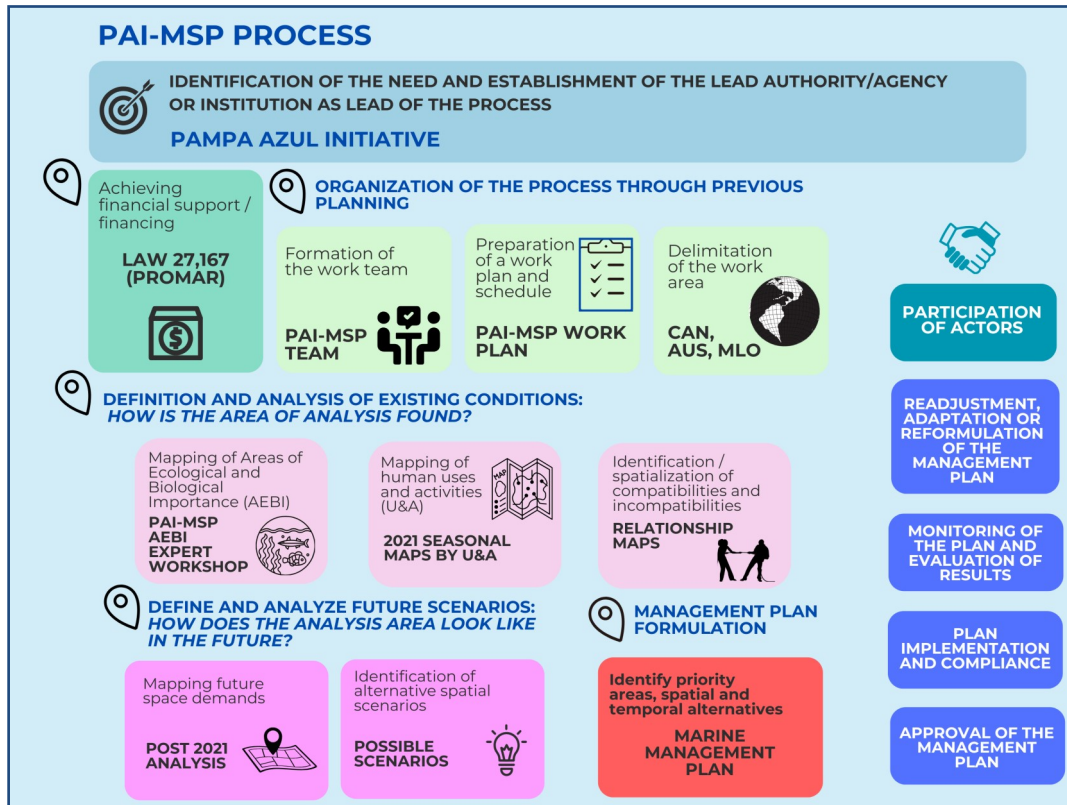 PAI-MSP PROCESS
IDENTIFICATION OF THE NEED AND ESTABLISHMENT OF THE LEAD AUTHORITY/AGENCY
OR INSTITUTION AS LEAD OF THE PROCESS
PAMPA AZUL INITIATIVE
Achieving
financial support /
financing
LAW 27,167
(PROMAR)
ORGANIZATION OF THE PROCESS THROUGH PREVIOUS
PLANNING
Formation of
the work team
PAI-MSP
TEAM
Preparation
of a work
plan and
schedule
PAI-MSP WORK
PLAN
Delimitation
of the work
area
CAN,
AUS, MLO
DEFINITION AND ANALYSIS OF EXISTING CONDITIONS:
HOW IS THE AREA OF ANALYSIS FOUND?
Mapping of Areas of
Ecological and
Biological
Importance (AEBI)
PAI-MSP
AEBI
EXPERT
WORKSHOP
Mapping of
human uses
and activities
(U&A)
MAP
2021 SEASONAL
MAPS BY U&A
Identification /
spatialization of
compatibilities and
incompatibilities
RELATIONSHIP
MAPS
DEFINE AND ANALYZE FUTURE SCENARIOS:
HOW DOES THE ANALYSIS AREA LOOK LIKE
IN THE FUTURE?
Mapping future
space demands
POST 2021
ANALYSIS
Identification of
alternative spatial
scenarios
POSSIBLE
SCENARIOS
MANAGEMENT PLAN
FORMULATION
Identify priority
areas, spatial and
temporal alternatives
MARINE
MANAGEMENT
PLAN
PARTICIPATION
OF ACTORS
READJUSTMENT,
ADAPTATION OR
REFORMULATION
OF THE
MANAGEMENT
PLAN
MONITORING OF
THE PLAN AND
EVALUATION OF
RESULTS
PLAN
IMPLEMENTATION
AND COMPLIANCE
APPROVAL OF THE
MANAGEMENT
PLAN